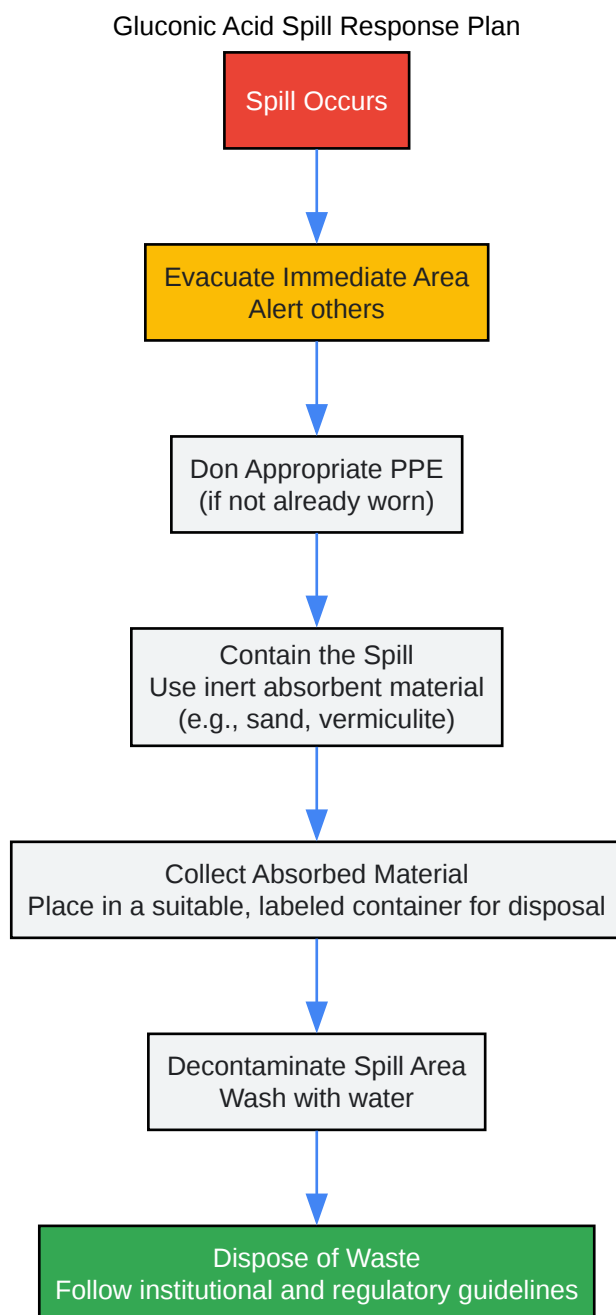 Gluconic Acid Spill Response Plan
Spill Occurs
Evacuate Immediate Area
Alert others
Don Appropriate PPE
(if not already worn)
Contain the Spill
Use inert absorbent material
(e.g., sand, vermiculite)
Collect Absorbed Material
Place in a suitable, labeled container for disposal
Decontaminate Spill Area
Wash with water
Dispose of Waste
Follow institutional and regulatory guidelines